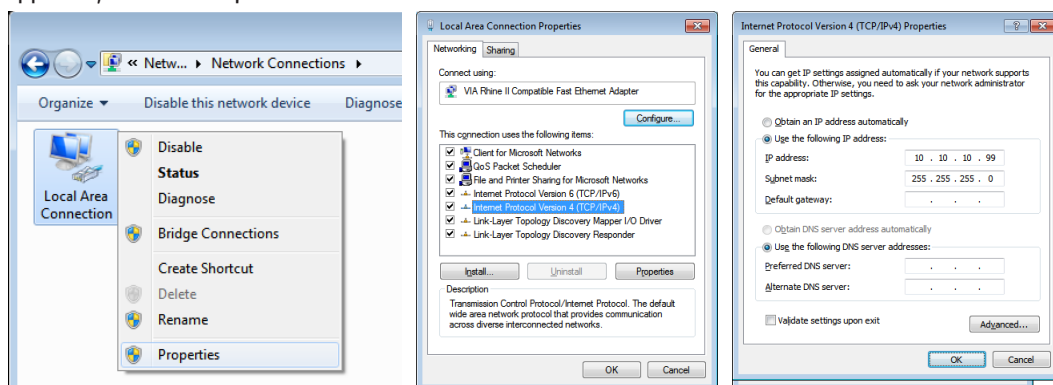 « Netw... ▸ Network Connections ▸
Organize ▾ Disable this network device Diagnose
Local Area
Connection
Disable
Status
Diagnose
Bridge Connections
Create Shortcut
Delete
Rename
Properties
Local Area Connection Properties
Networking Sharing
Connect using:
VIA Rhine II Compatible Fast Ethernet Adapter
Configure...
This connection uses the following items:
Client for Microsoft Networks
QoS Packet Scheduler
File and Printer Sharing for Microsoft Networks
Internet Protocol Version 6 (TCP/IPv6)
Internet Protocol Version 4 (TCP/IPv4)
Link-Layer Topology Discovery Mapper I/O Driver
Link-Layer Topology Discovery Responder
Install... Uninstall Properties
Description
Transmission Control Protocol/Internet Protocol. The default
wide area network protocol that provides communication
across diverse interconnected networks.
OK Cancel
Internet Protocol Version 4 (TCP/IPv4) Properties
General
You can get IP settings assigned automatically if your network supports
this capability. Otherwise, you need to ask your network administrator
for the appropriate IP settings.
Obtain an IP address automatically
Use the following IP address:
IP address: 10 . 10 . 10 . 99
Subnet mask: 255 . 255 . 255 . 0
Default gateway: . . .
Obtain DNS server address automatically
Use the following DNS server addresses:
Preferred DNS server: . . .
Alternate DNS server: . . .
Validate settings upon exit
Advanced...
OK Cancel